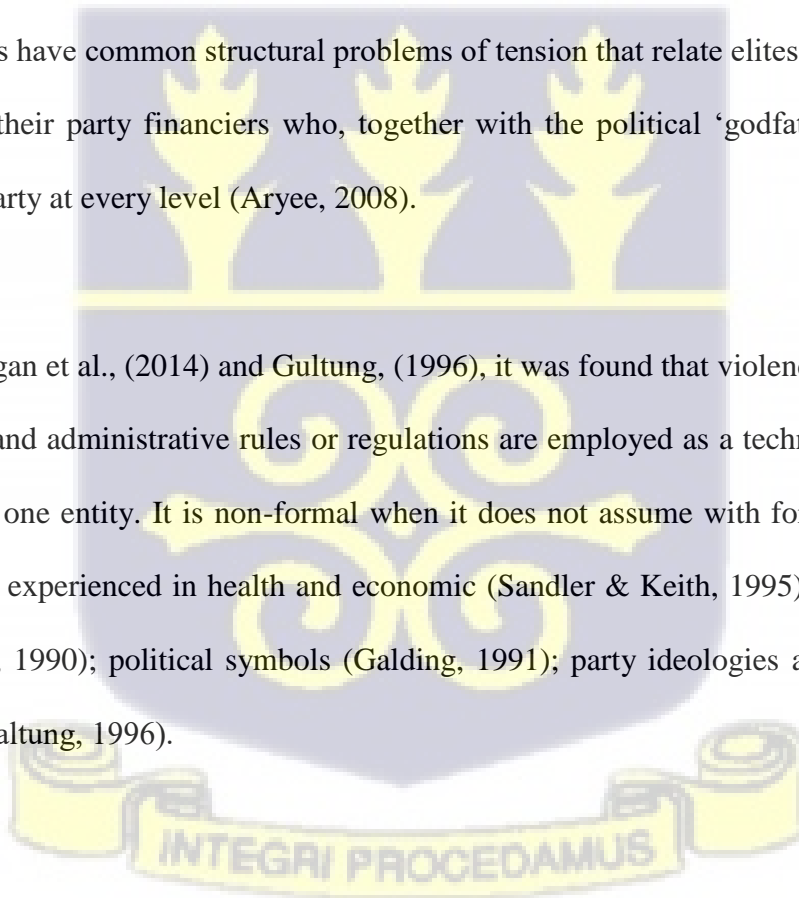 s have common structural problems of tension that relate elites
their party financiers who, together with the political ‘godfat
arty at every level (Aryee, 2008).
gan et al., (2014) and Gultung, (1996), it was found that violen
and administrative rules or regulations are employed as a techn
one entity. It is non-formal when it does not assume with for
experienced in health and economic (Sandler & Keith, 1995)
, 1990); political symbols (Galding, 1991); party ideologies a
altung, 1996).
INTEGRI PROCEDAMUS